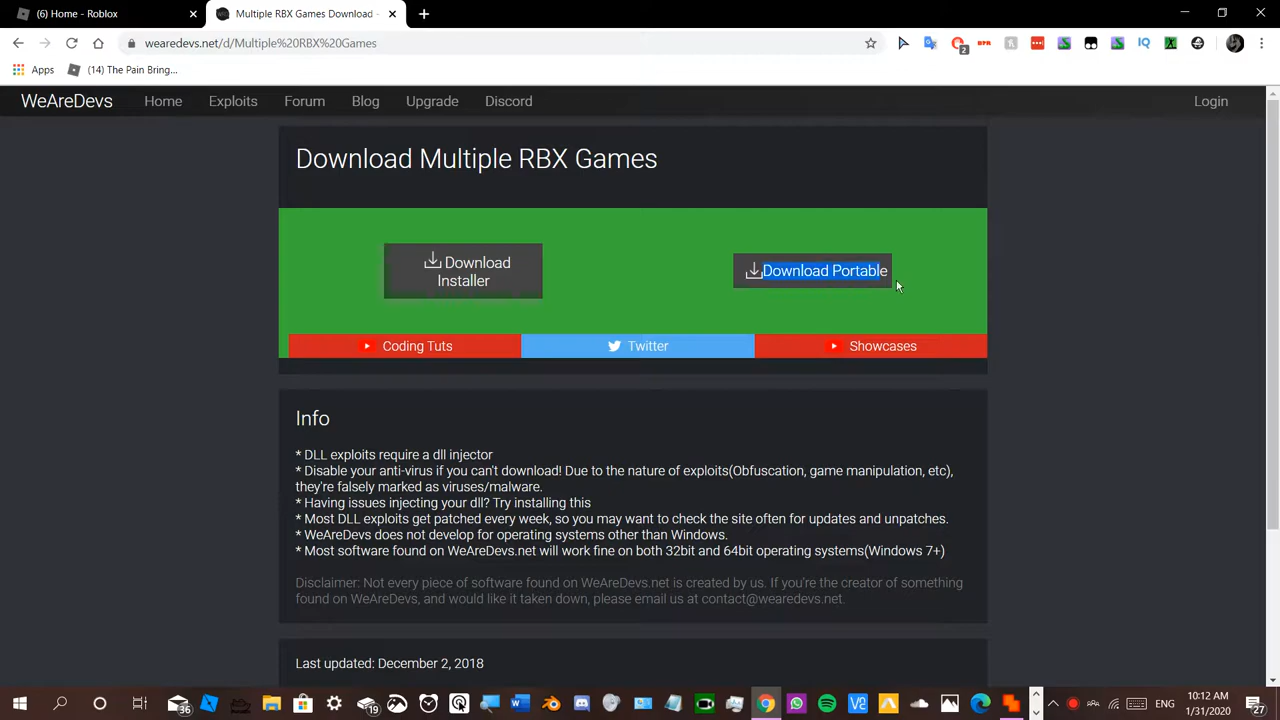 (6) Home - Roblox
Multiple RBX Games Download -
wearedevs.net/d/Multiple%20RBX%20Games
2
Apps
(14) The Pain Bring...
WeAreDevs
Home
Exploits
Forum
Blog
Upgrade
Discord
Login
Download Multiple RBX Games
Download
Installer
Download Portable
Coding Tuts
Twitter
Showcases
Info
* DLL exploits require a dll injector
* Disable your anti-virus if you can't download! Due to the nature of exploits(Obfuscation, game manipulation, etc),
they're falsely marked as viruses/malware.
* Having issues injecting your dll? Try installing this
* Most DLL exploits get patched every week, so you may want to check the site often for updates and unpatches.
* WeAreDevs does not develop for operating systems other than Windows.
* Most software found on WeAreDevs.net will work fine on both 32bit and 64bit operating systems(Windows 7+)
Disclaimer: Not every piece of software found on WeAreDevs.net is created by us. If you're the creator of something
found on WeAreDevs, and would like it taken down, please email us at contact@wearedevs.net.
Last updated: December 2, 2018
36
19
ENG
10:12 AM
1/31/2020
27